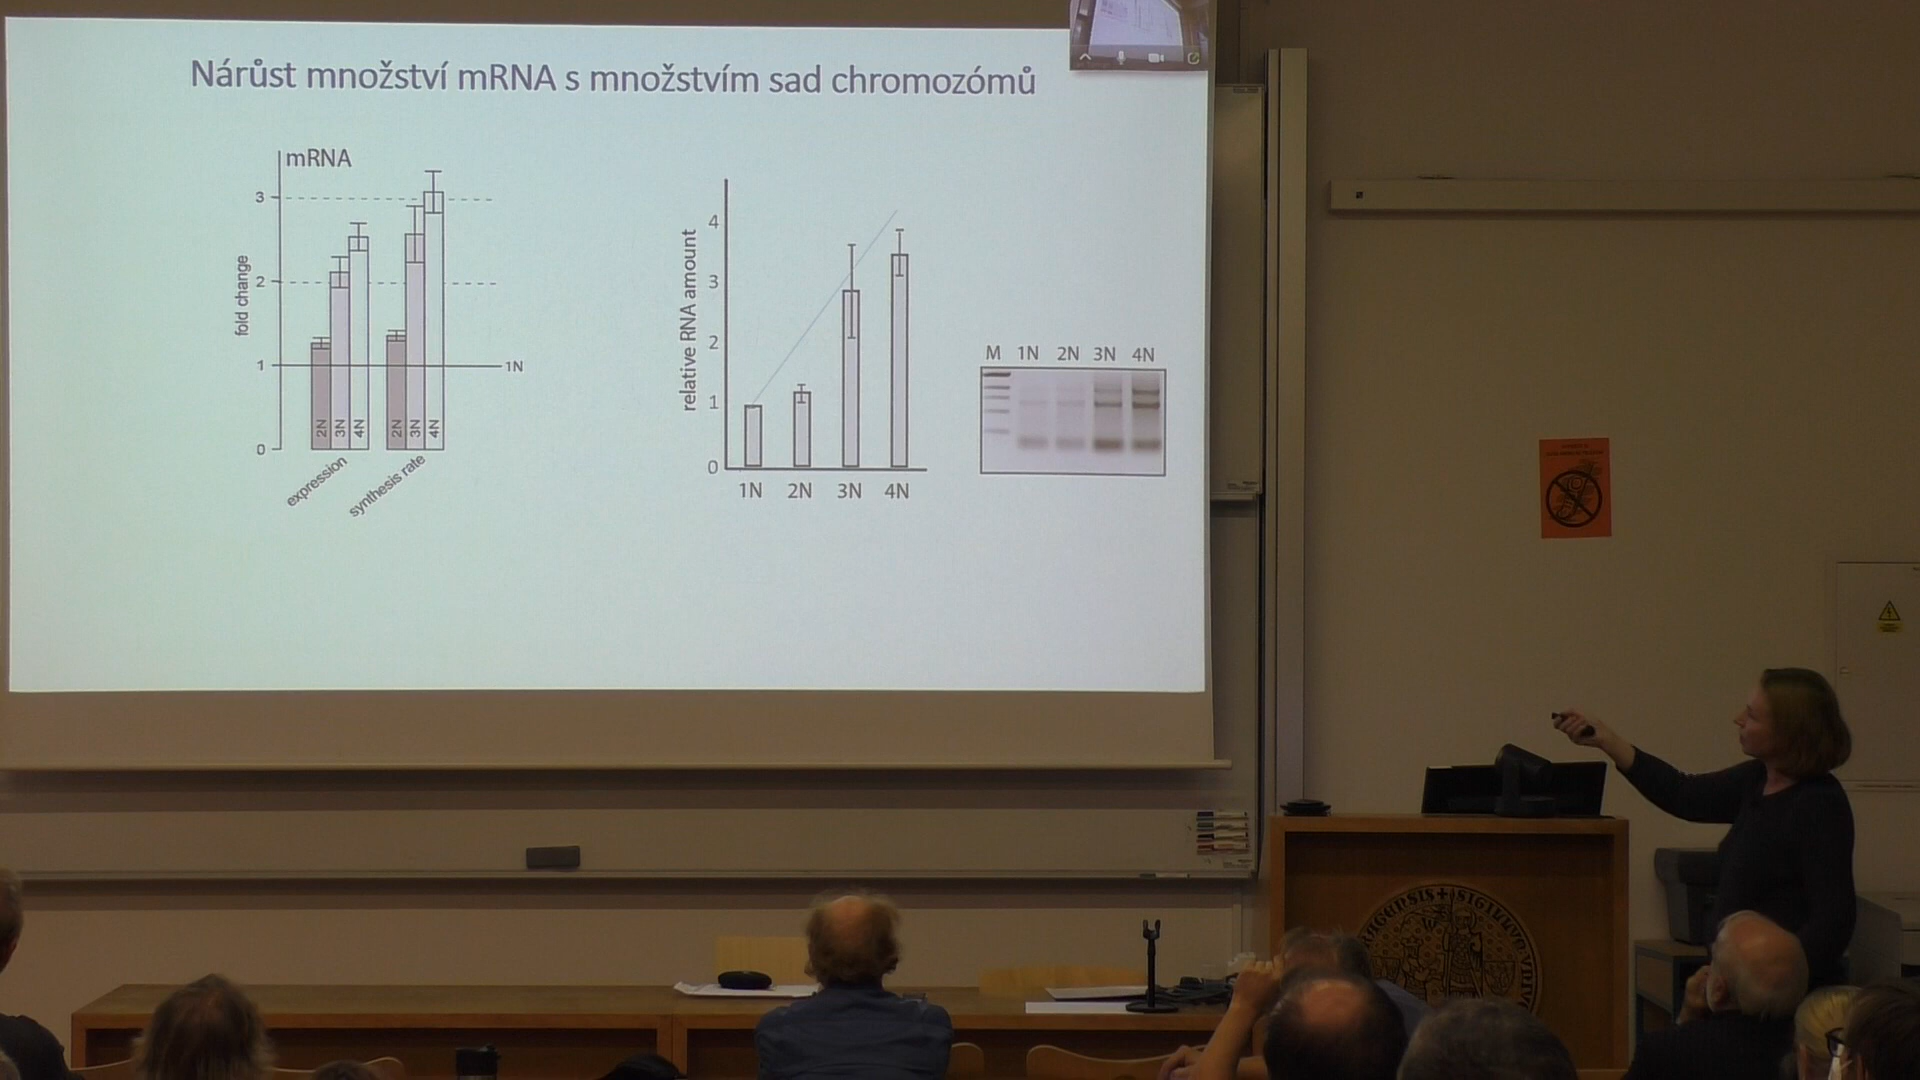 Nárůst množství mRNA s množstvím sad chromozómů
mRNA
fold change
3
2
1
0
1N
2N 3N 4N
2N 3N 4N
expression
synthesis rate
relative RNA amount
4
3
2
1
0
1N 2N 3N 4N
M 1N 2N 3N 4N